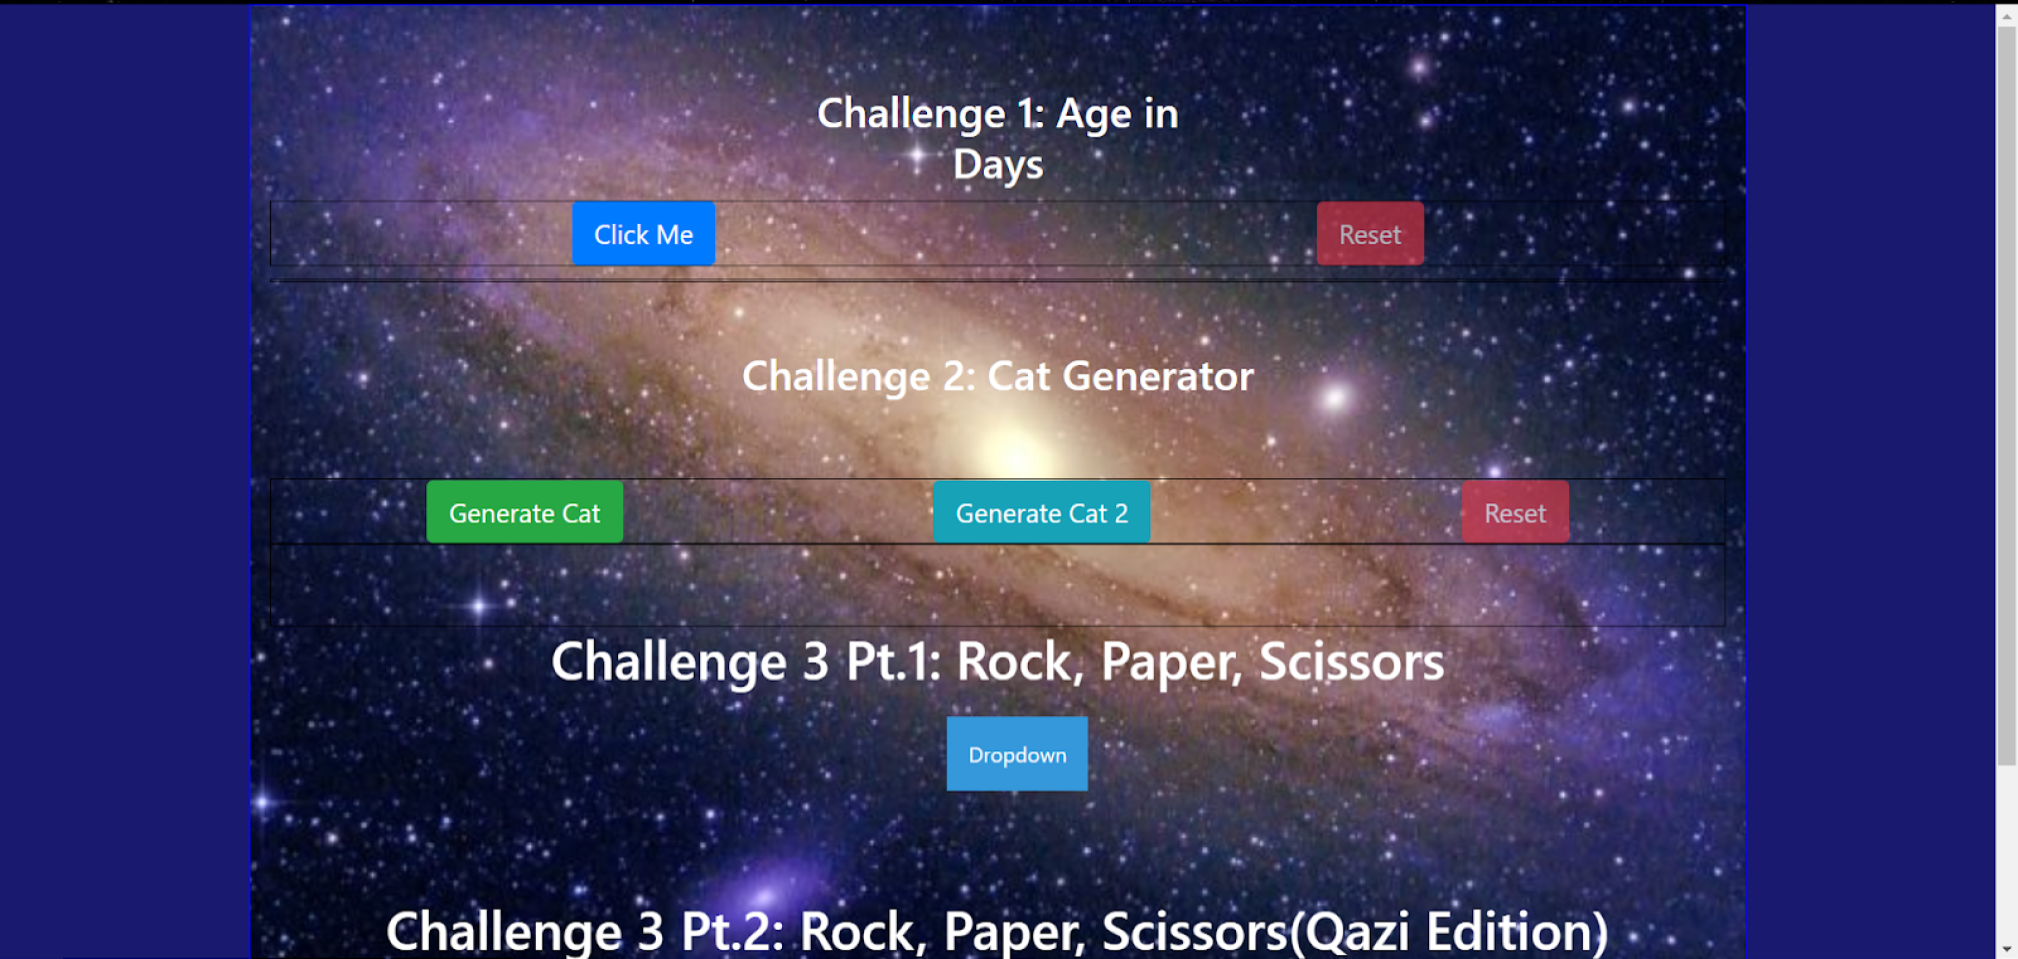 Challenge 1: Age in
Days
Click Me
Reset
Challenge 2: Cat Generator
Generate Cat
Generate Cat 2
Reset
Challenge 3 Pt.1: Rock, Paper, Scissors
Dropdown
Challenge 3 Pt.2: Rock, Paper, Scissors(Qazi Edition)